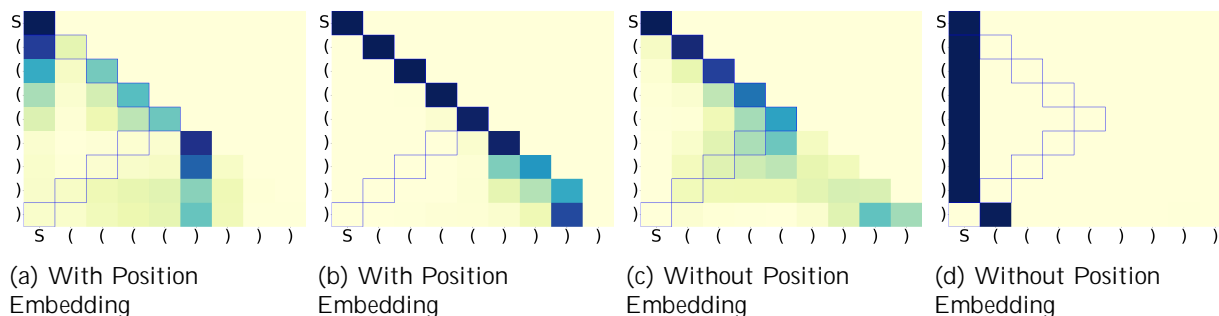 S
(
(
(
(
)
)
)
)
S ( ( ( ( ) ) ) )
(a) With Position
Embedding
S
(
(
(
(
)
)
)
)
S ( ( ( ( ) ) ) )
(b) With Position
Embedding
S
(
(
(
(
)
)
)
)
S ( ( ( ( ) ) ) )
(c) Without Position
Embedding
S
(
(
(
(
)
)
)
)
S ( ( ( ( ) ) ) )
(d) Without Position
Embedding